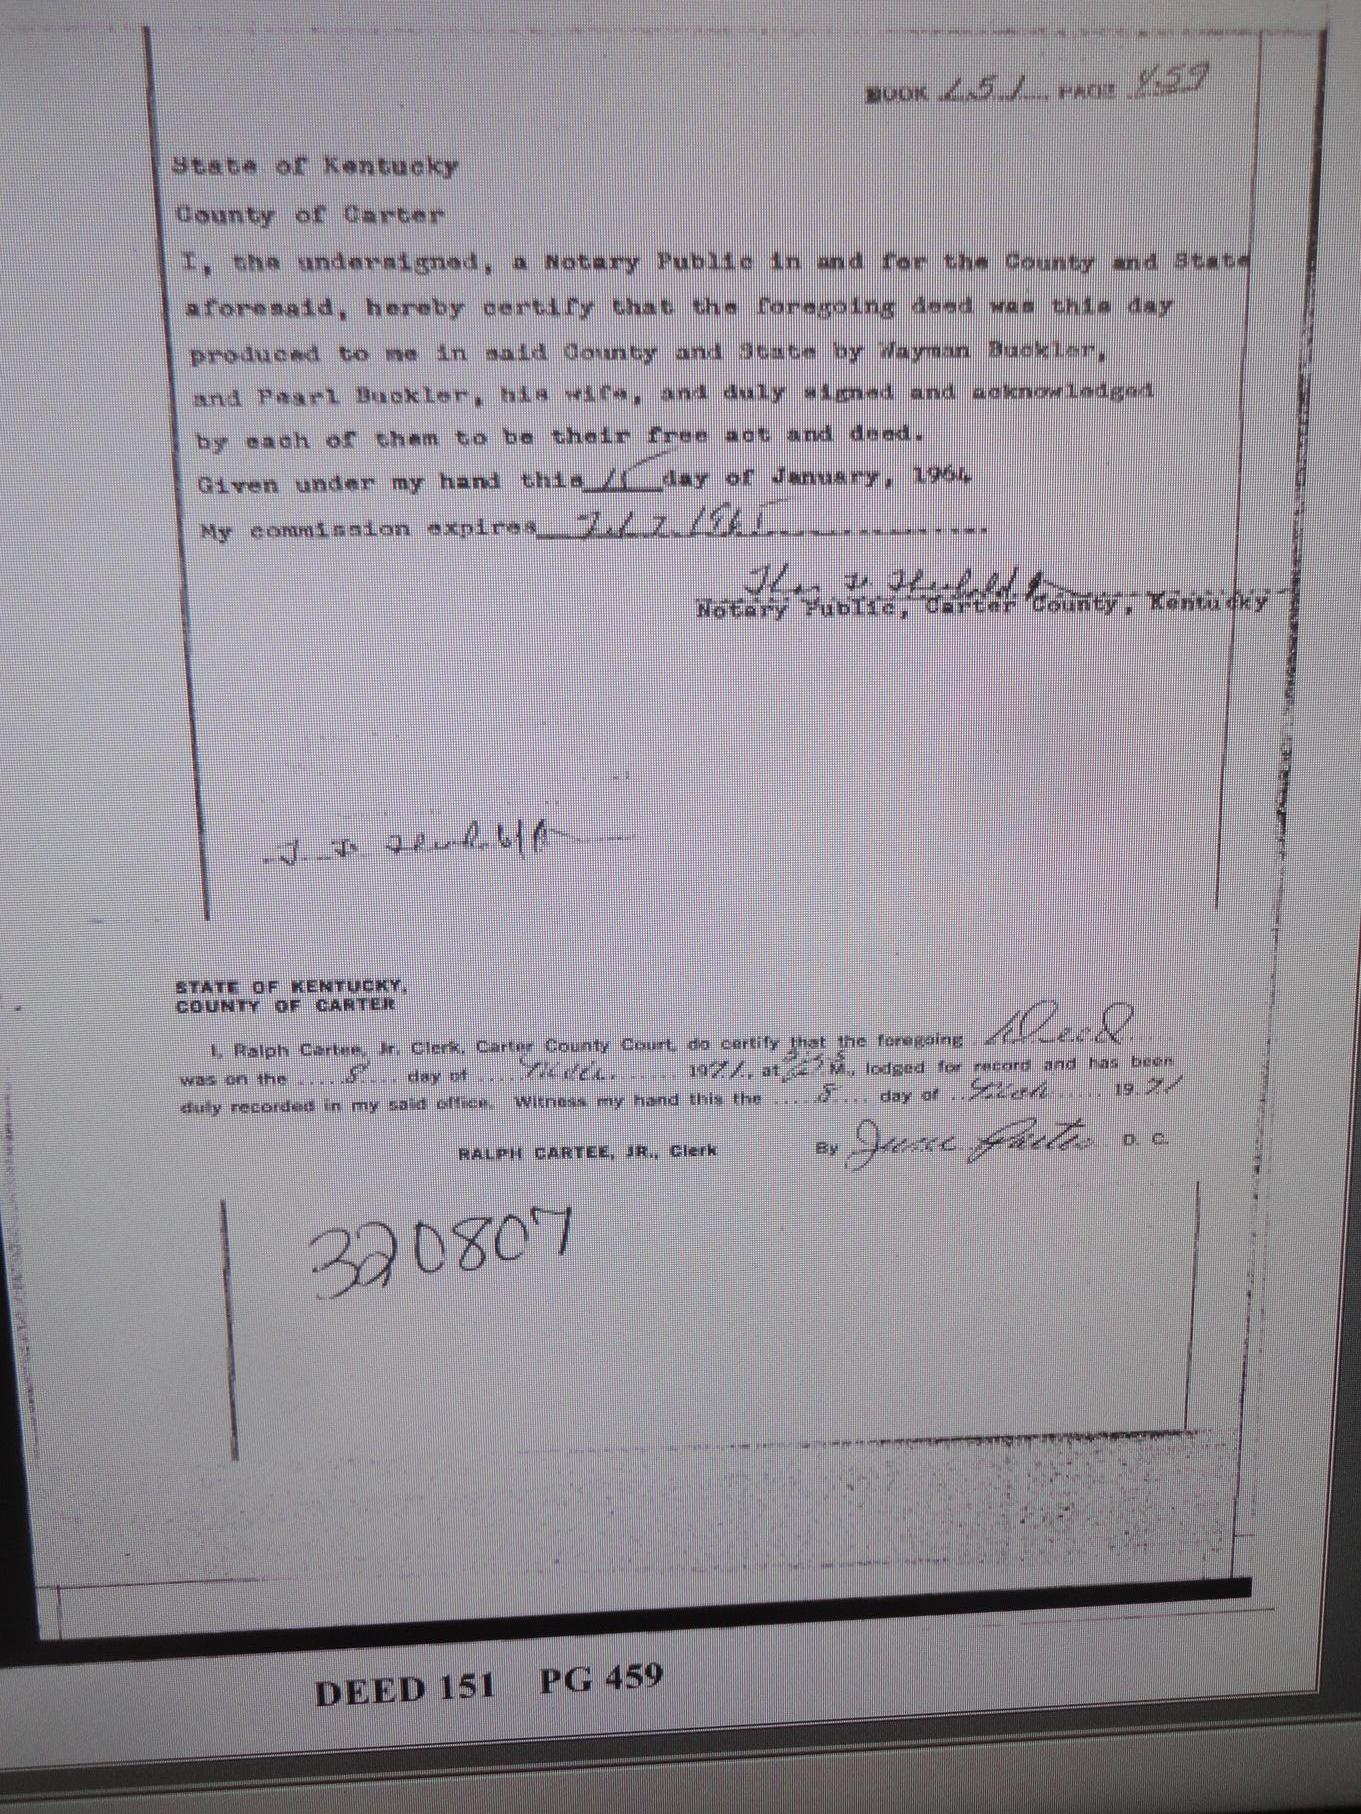 BOOK 151 PAGE 459
State of Kentucky
County of Carter
I, the undersigned, a Notary Public in and for the County and State
aforesaid, hereby certify that the foregoing deed was this day
produced to me in said County and State by Wayman Buckler,
and Pearl Buckler, his wife, and duly signed and acknowledged
by each of them to be their free act and deed.
Given under my hand this day of January, 1964
My commission expires
Notary Public, Carter County, Kentucky
STATE OF KENTUCKY,
COUNTY OF CARTER
I, Ralph Cartee, Jr. Clerk, Carter County Court, do certify that the foregoing Deed
was on the 8 day of 1971, at M., lodged for record and has been
duly recorded in my said office. Witness my hand this the 8 day of 1971
RALPH CARTEE, JR., Clerk By D. C.
320807
DEED 151 PG 459